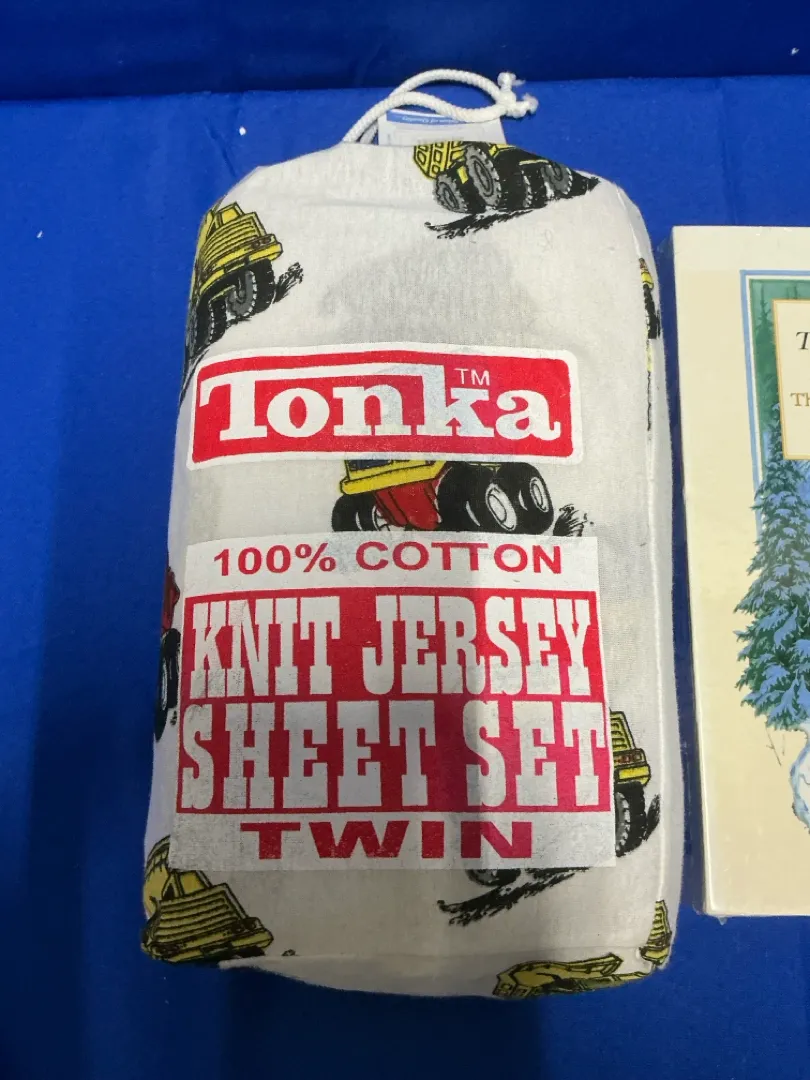 Tonka™
100% COTTON
KNIT JERSEY
SHEET SET
TWIN